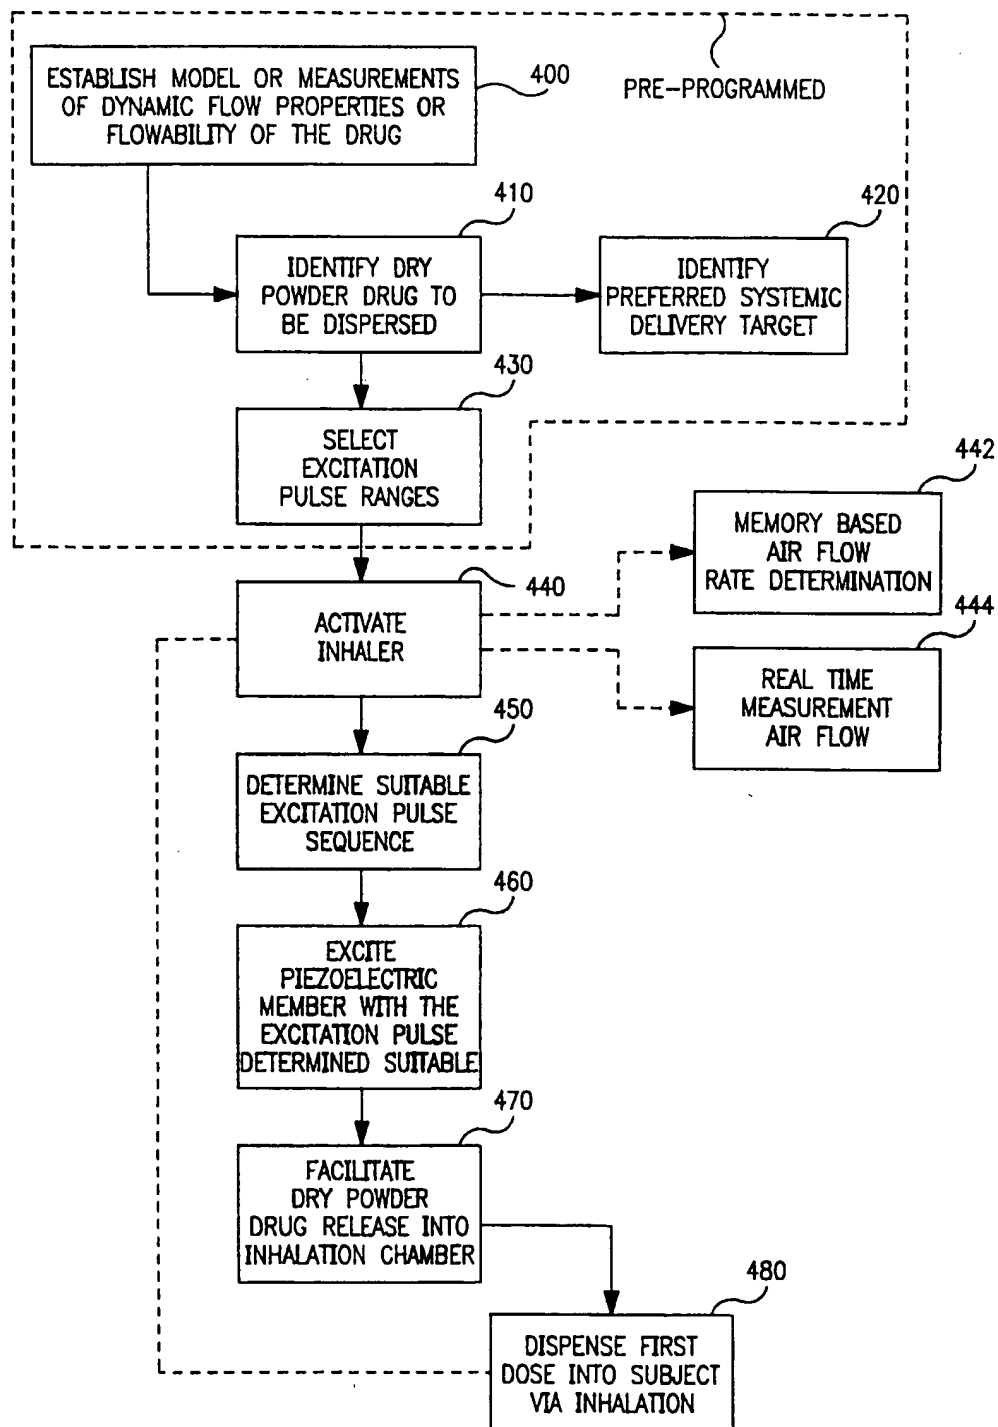 ESTABLISH MODEL OR MEASUREMENTS
OF DYNAMIC FLOW PROPERTIES OR
FLOWABILITY OF THE DRUG
400
PRE-PROGRAMMED
410
IDENTIFY DRY
POWDER DRUG TO
BE DISPERSED
420
IDENTIFY
PREFERRED SYSTEMIC
DELIVERY TARGET
430
SELECT
EXCITATION
PULSE RANGES
440
ACTIVATE
INHALER
442
MEMORY BASED
AIR FLOW
RATE DETERMINATION
444
REAL TIME
MEASUREMENT
AIR FLOW
450
DETERMINE SUITABLE
EXCITATION PULSE
SEQUENCE
460
EXCITE
PIEZOELECTRIC
MEMBER WITH THE
EXCITATION PULSE
DETERMINED SUITABLE
470
FACILITATE
DRY POWDER
DRUG RELEASE INTO
INHALATION CHAMBER
480
DISPENSE FIRST
DOSE INTO SUBJECT
VIA INHALATION